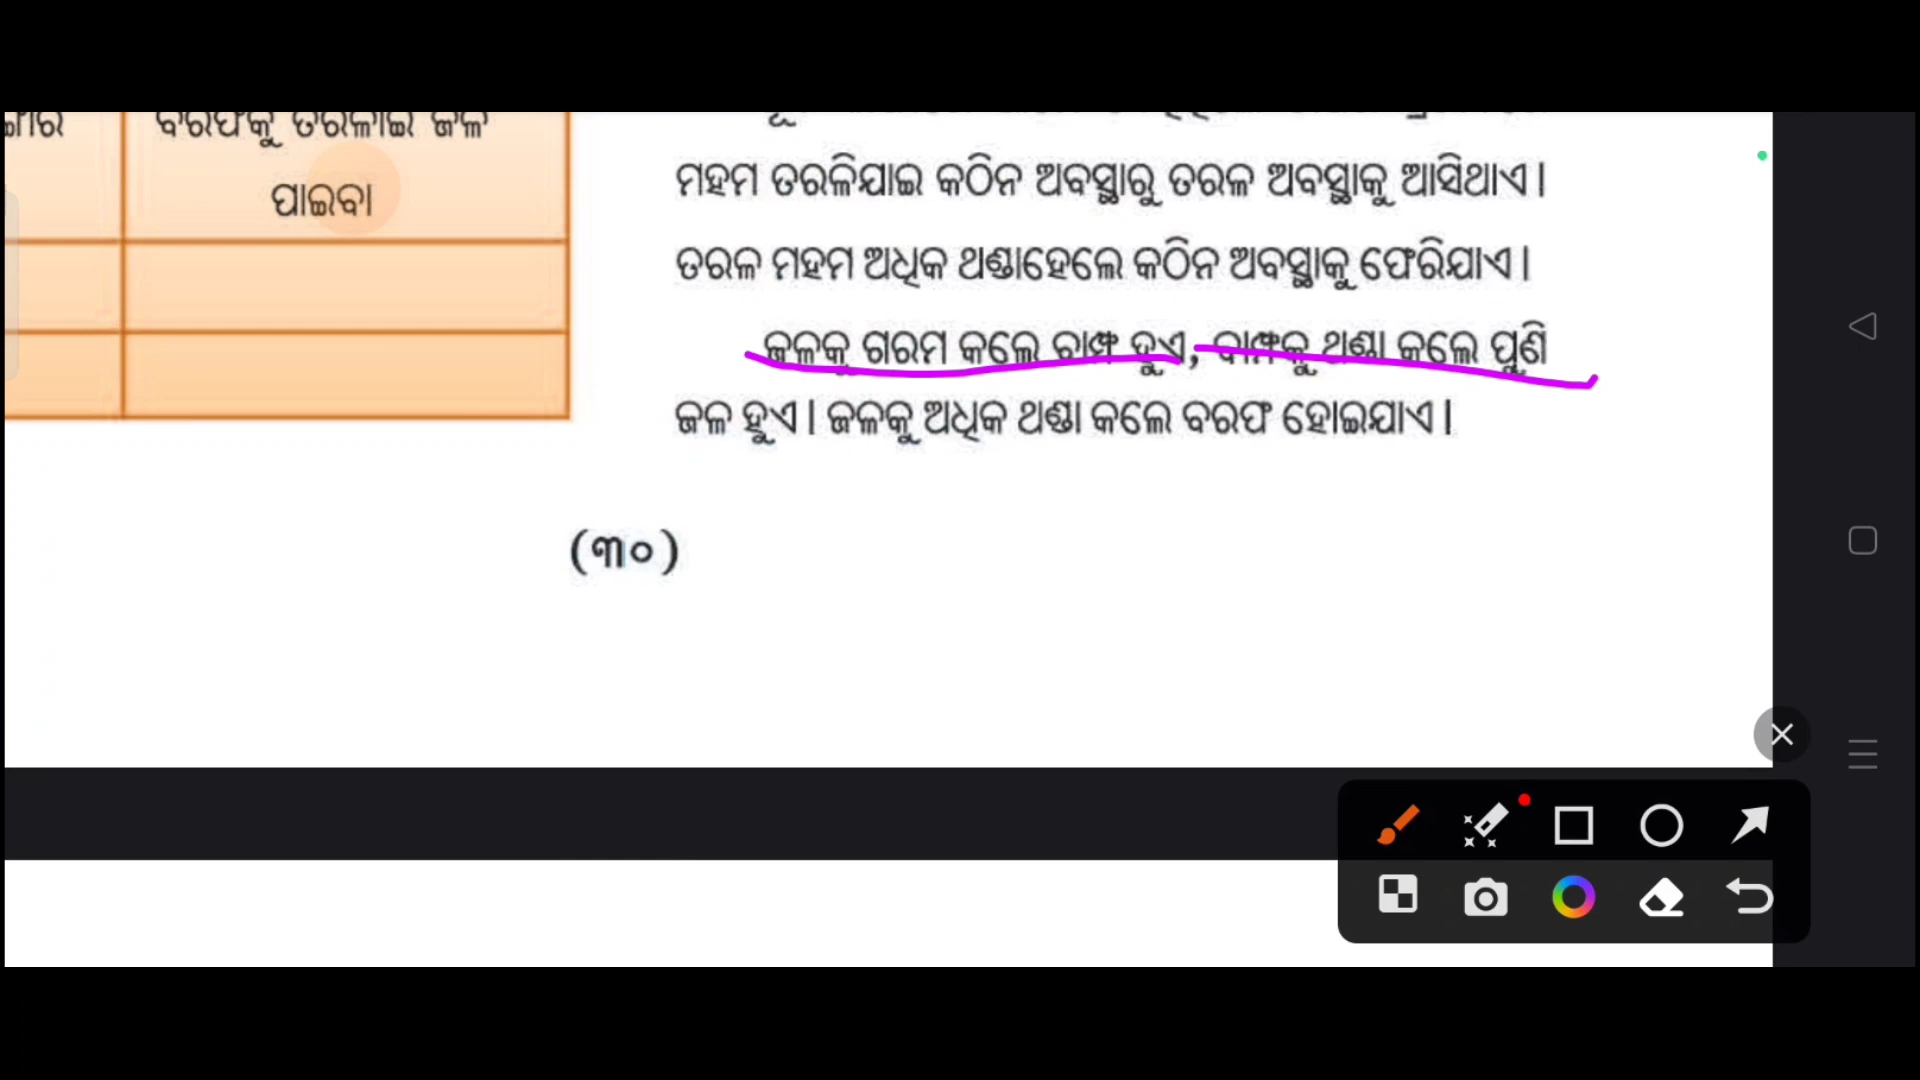 ବରଫକୁ ତରଳାଇ ଜଳ
ପାଇବା
ମହମ ତରଳିଯାଇ କଠିନ ଅବସ୍ଥାରୁ ତରଳ ଅବସ୍ଥାକୁ ଆସିଥାଏ।
ତରଳ ମହମ ଅଧିକ ଥଣ୍ଡାହେଲେ କଠିନ ଅବସ୍ଥାକୁ ଫେରିଯାଏ।
ଜଳକୁ ଗରମ କଲେ ବାଷ୍ପ ହୁଏ, ବାଷ୍ପକୁ ଥଣ୍ଡା କଲେ ପୁଣି
ଜଳ ହୁଏ। ଜଳକୁ ଅଧିକ ଥଣ୍ଡା କଲେ ବରଫ ହୋଇଯାଏ।
(୩୦)